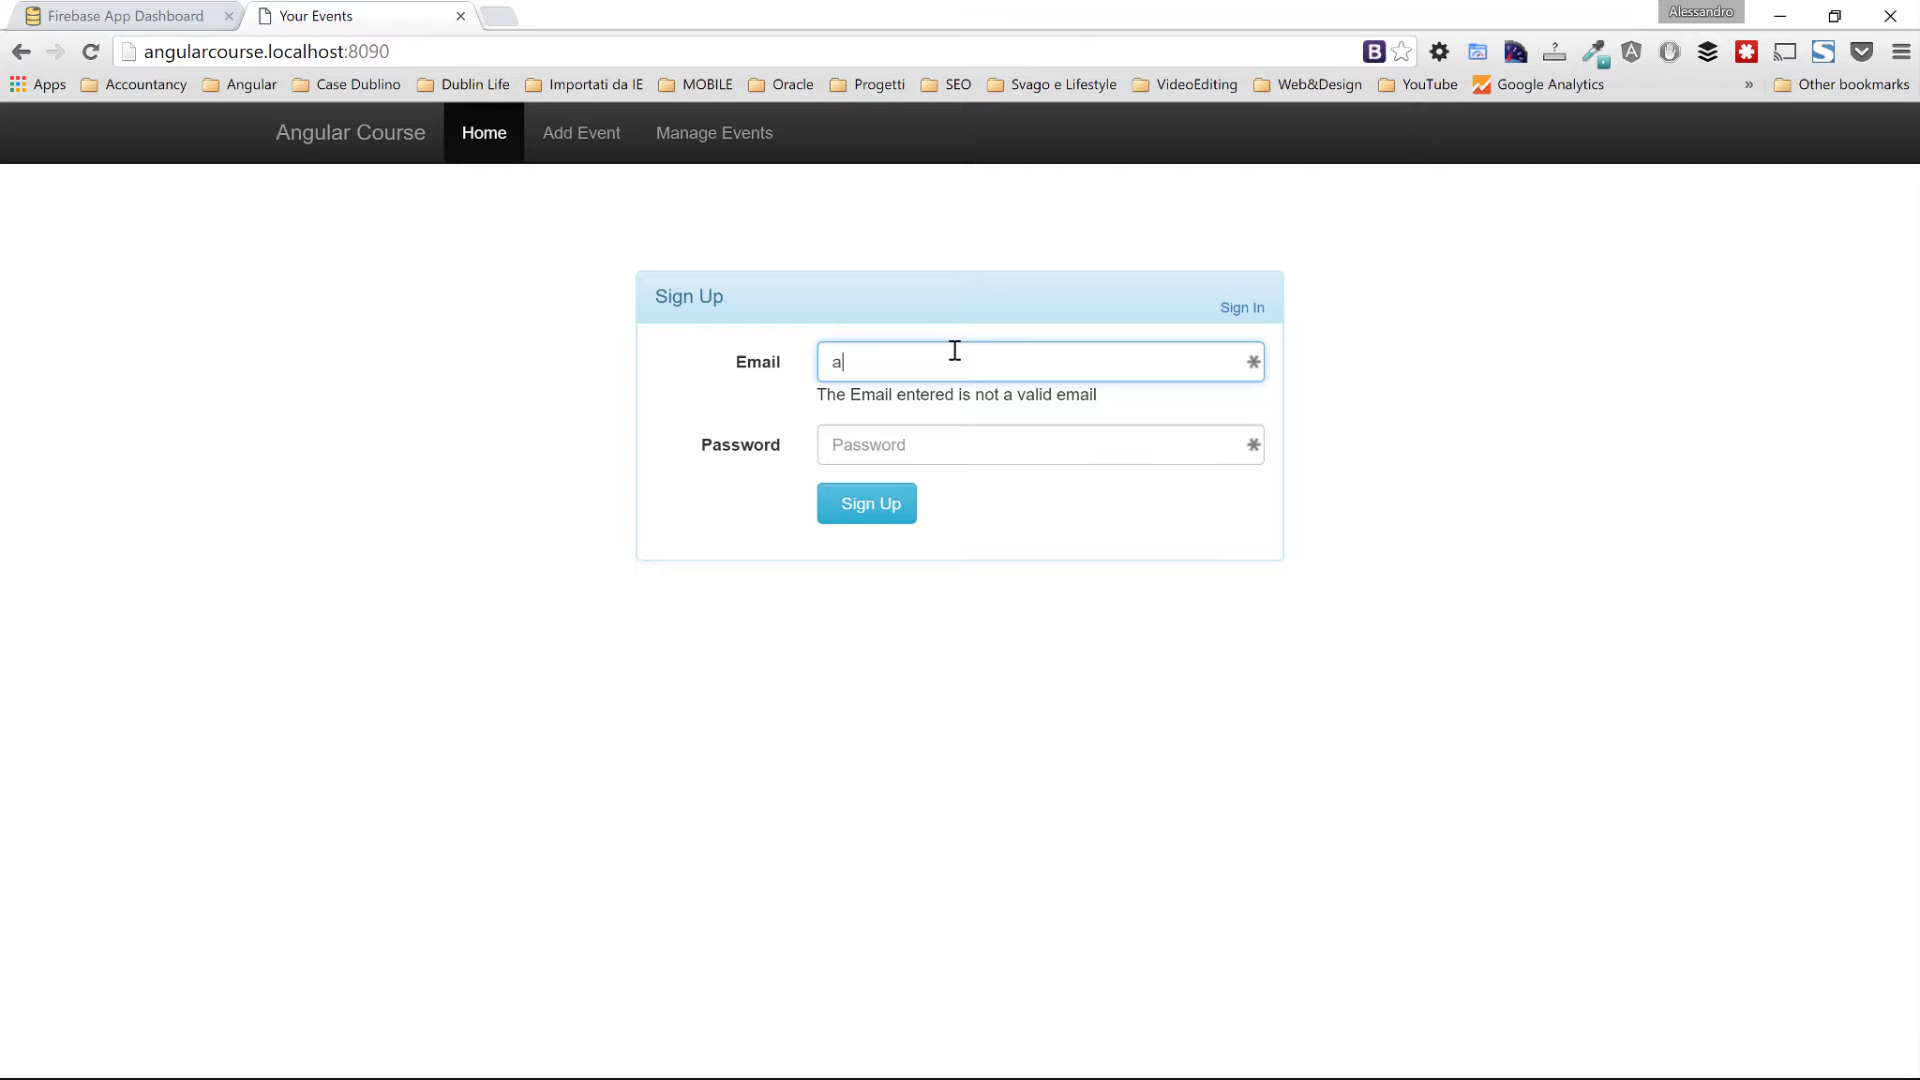 Firebase App Dashboard
Your Events
Alessandro
angularcourse.localhost:8090
Apps Accountancy Angular Case Dublino Dublin Life Importati da IE MOBILE Oracle Progetti SEO Svago e Lifestyle VideoEditing Web&Design YouTube Google Analytics » Other bookmarks
Angular Course Home Add Event Manage Events
Sign Up
Sign In
Email a
The Email entered is not a valid email
Password Password
Sign Up